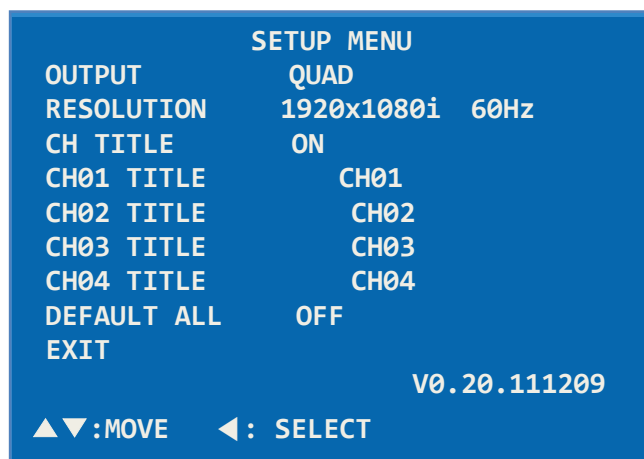 SETUP MENU
OUTPUT QUAD
RESOLUTION 1920x1080i 60Hz
CH TITLE ON
CH01 TITLE CH01
CH02 TITLE CH02
CH03 TITLE CH03
CH04 TITLE CH04
DEFAULT ALL OFF
EXIT
V0.20.111209
▲▼:MOVE ◀: SELECT